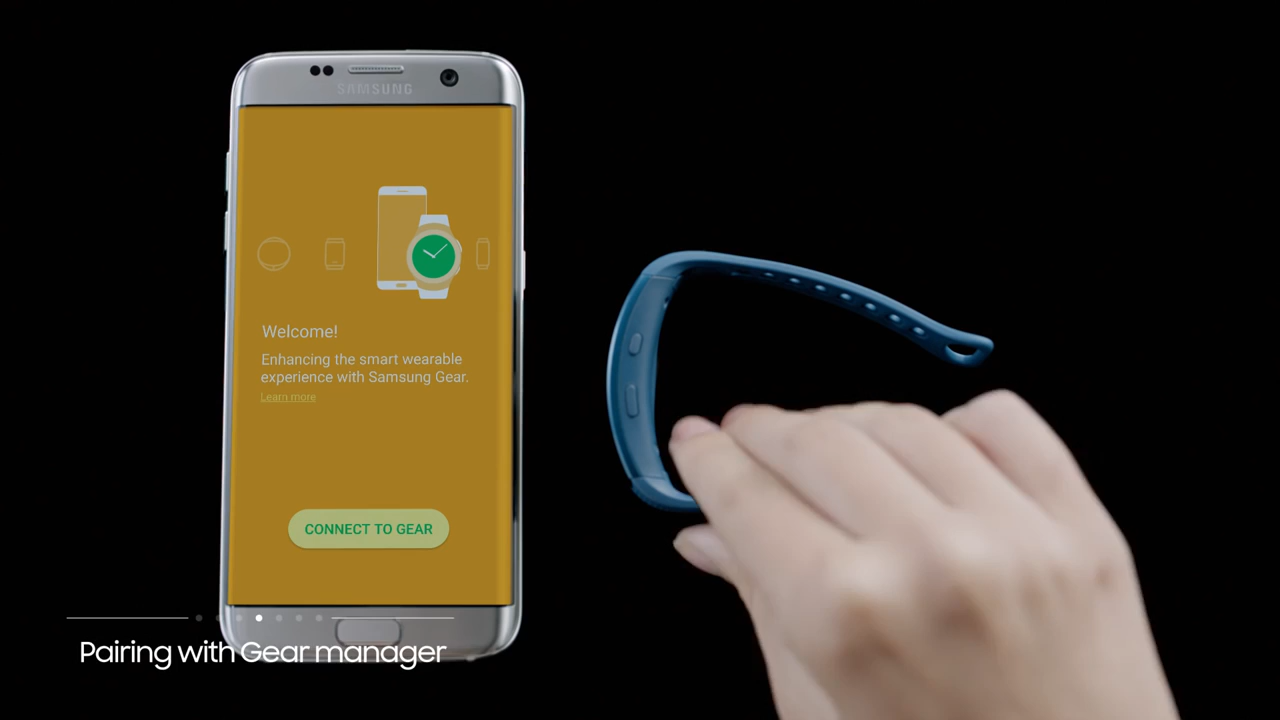 SAMSUNG
Welcome!
Enhancing the smart wearable
experience with Samsung Gear.
Learn more
CONNECT TO GEAR
Pairing with Gear manager